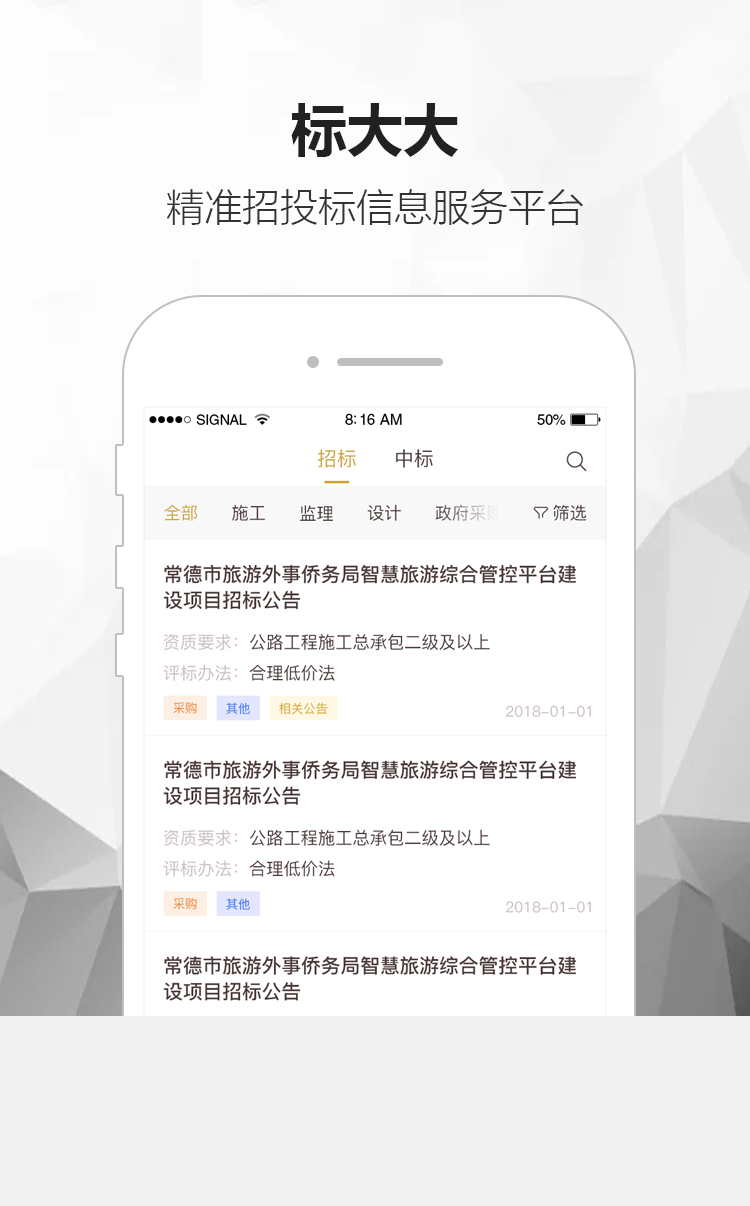 标大大
精准招投标信息服务平台
SIGNAL 8:16 AM 50%
招标 中标
全部 施工 监理 设计 政府采购 筛选
常德市旅游外事侨务局智慧旅游综合管控平台建
设项目招标公告
资质要求: 公路工程施工总承包二级及以上
评标办法: 合理低价法
采购 其他 相关公告 2018-01-01
常德市旅游外事侨务局智慧旅游综合管控平台建
设项目招标公告
资质要求: 公路工程施工总承包二级及以上
评标办法: 合理低价法
采购 其他 2018-01-01
常德市旅游外事侨务局智慧旅游综合管控平台建
设项目招标公告